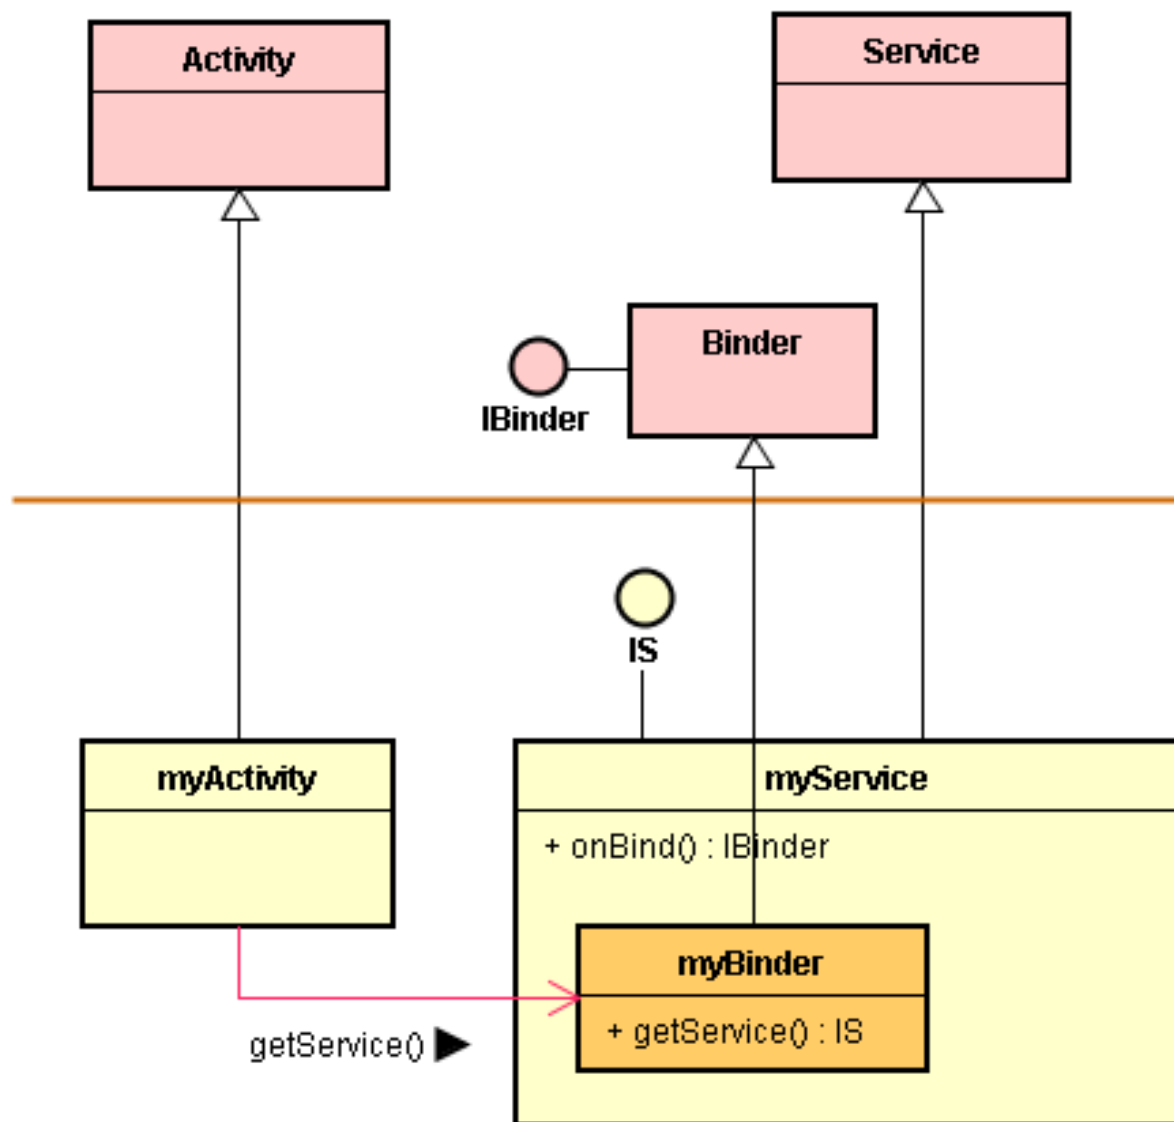 Activity
Service
Binder
IBinder
IS
myActivity
myService
+ onBind() : IBinder
myBinder
+ getService() : IS
getService()